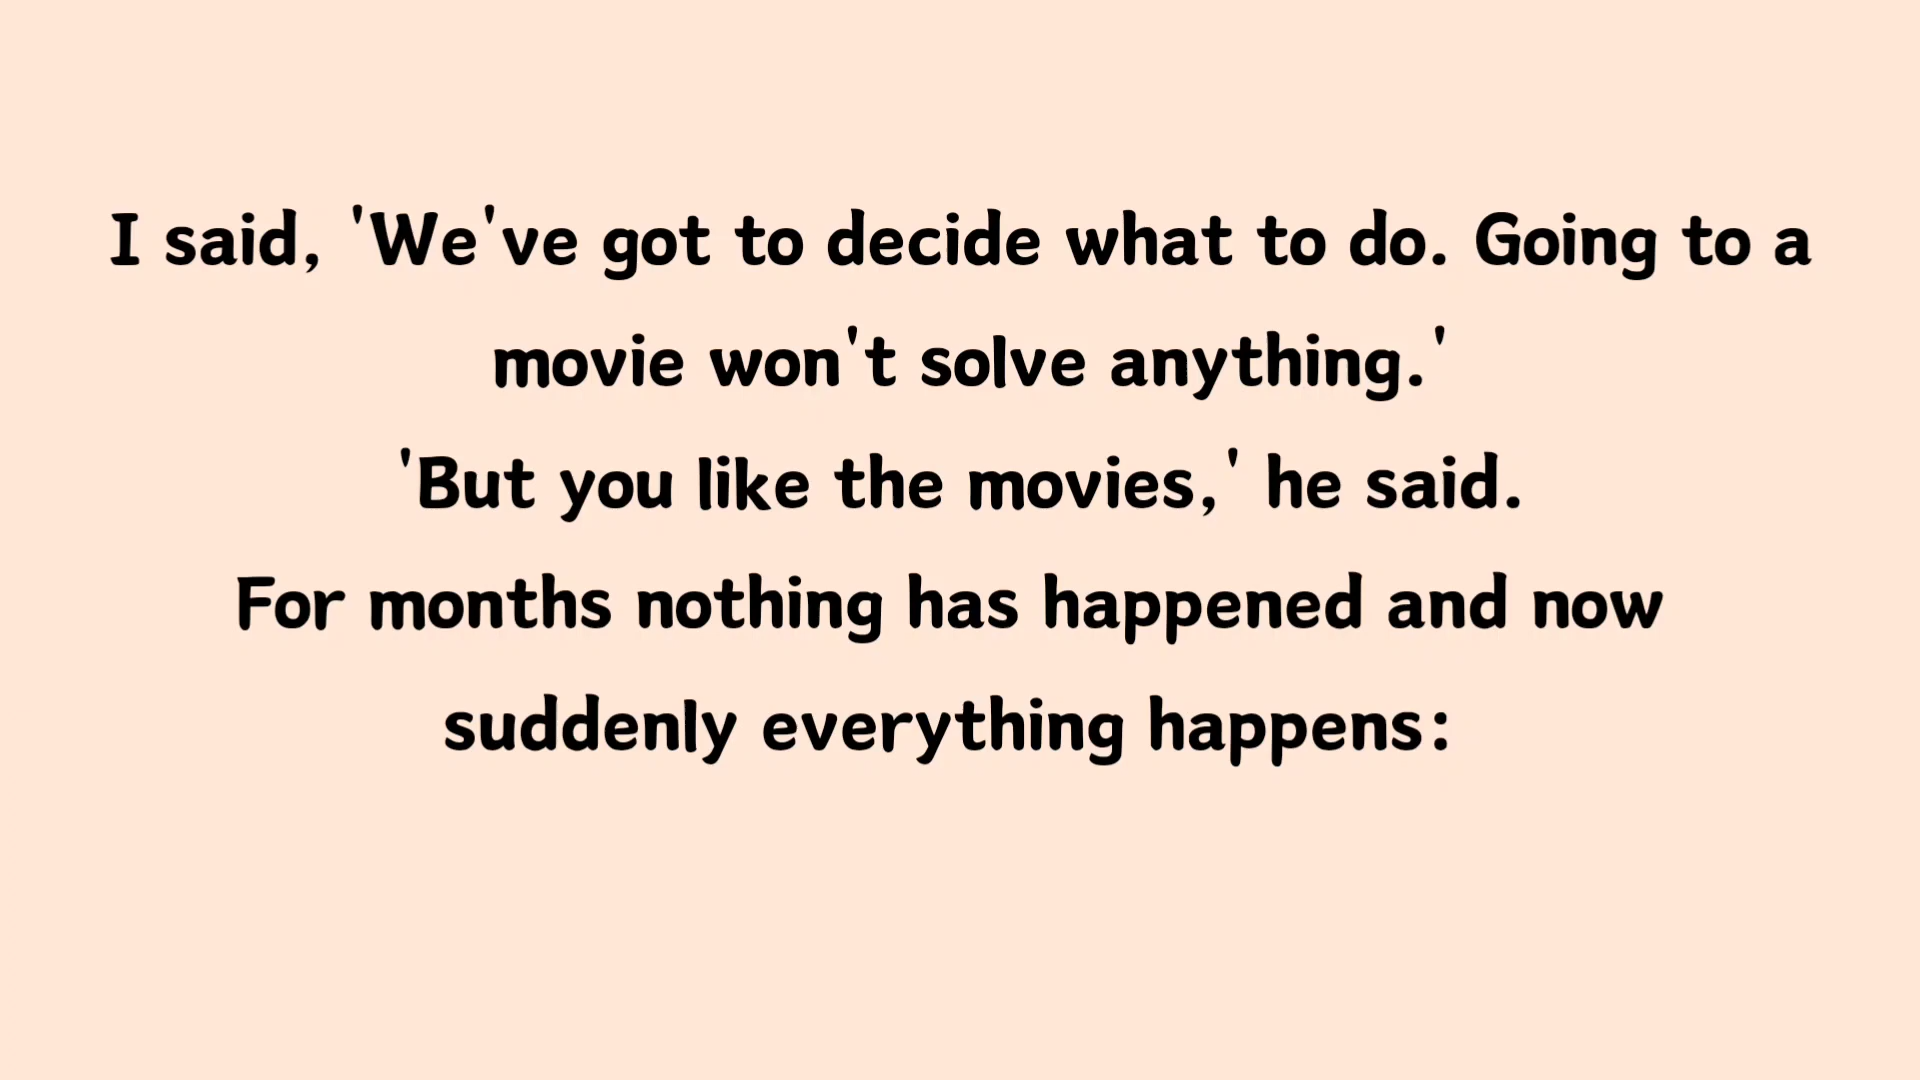 I said, 'We've got to decide what to do. Going to a
movie won't solve anything.'
'But you like the movies,' he said.
For months nothing has happened and now
suddenly everything happens: